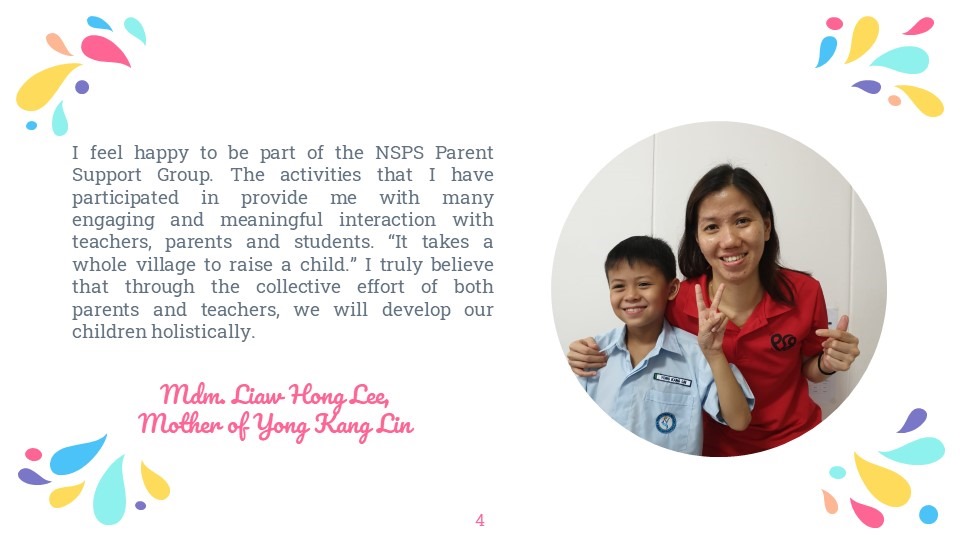 I feel happy to be part of the NSPS Parent
Support Group. The activities that I have
participated in provide me with many
engaging and meaningful interaction with
teachers, parents and students. “It takes a
whole village to raise a child.” I truly believe
that through the collective effort of both
parents and teachers, we will develop our
children holistically.
Mdm. Liaw Hong Lee,
Mother of Yong Kang Lin
YONG KANG LIN
4